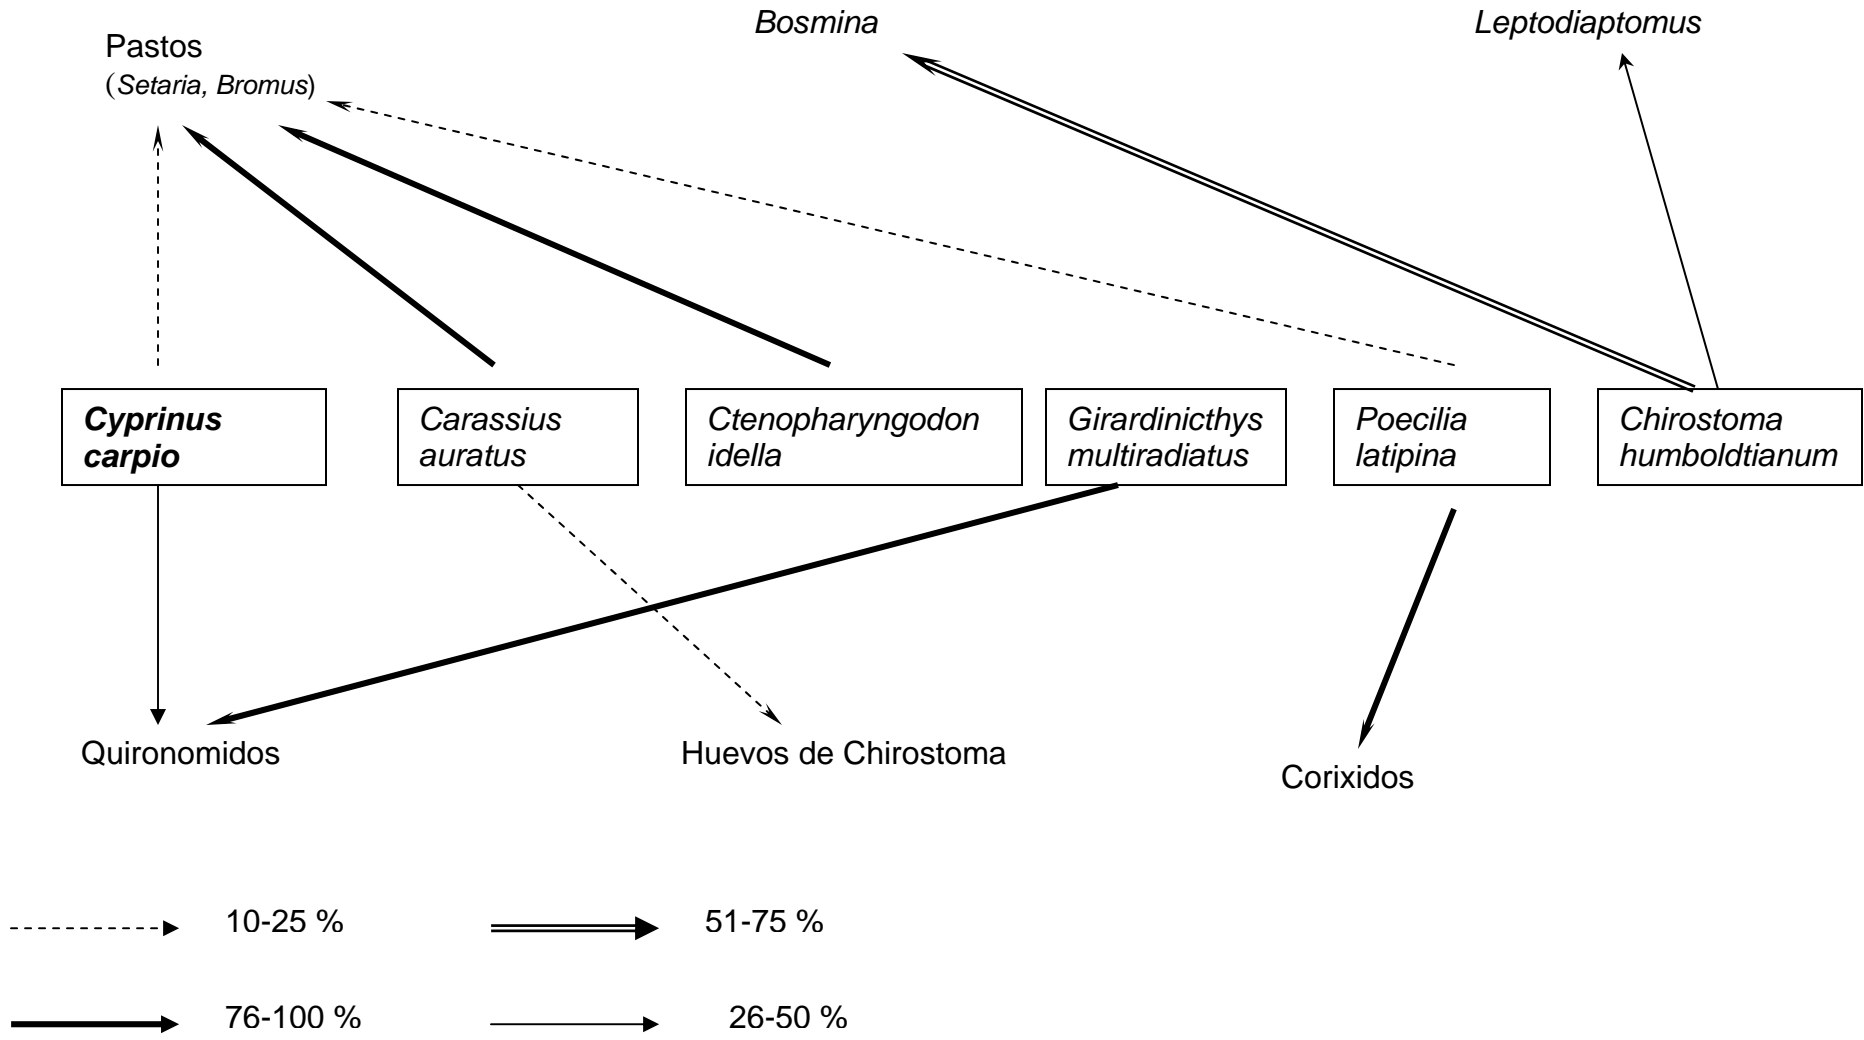 Bosmina
Leptodiaptomus
Pastos
(Setaria, Bromus)
Cyprinus
carpio
Carassius
auratus
Ctenopharyngodon
idella
Girardinicthys
multiradiatus
Poecilia
latipina
Chirostoma
humboldtianum
Quironomidos
Huevos de Chirostoma
Corixidos
10-25 %
51-75 %
76-100 %
26-50 %